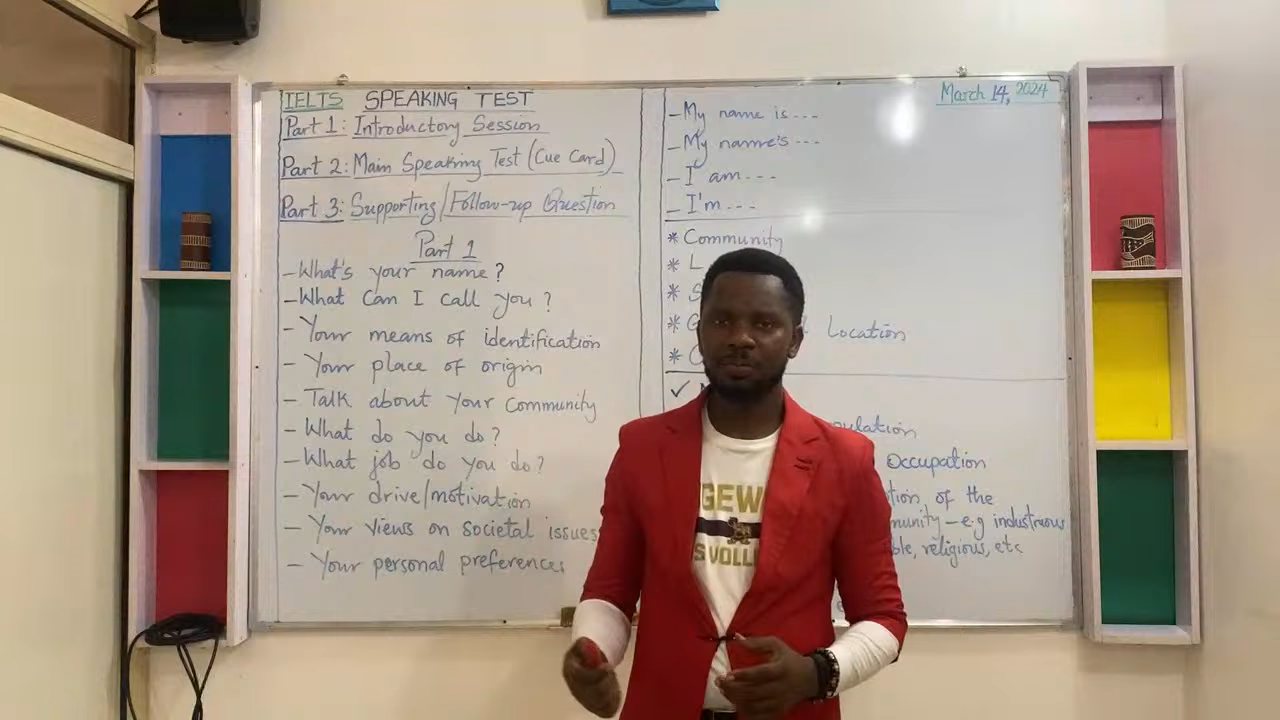 IELTS SPEAKING TEST
Part 1: Introductory Session
Part 2: Main Speaking Test (Cue Card)
Part 3: Supporting/Follow-up Question
Part 1
- What's your name?
- What Can I call you?
- Your means of identification
- Your place of origin
- Talk about your community
- What do you do?
- What job do you do?
- Your drive/motivation
- Your views on societal issues
- Your personal preferences
March 14, 2024
- My name is ---
- My name's ---
- I am ---
- I'm ---
* Community
* L
* S
* G Location
*
✓
Occupation
of the
e.g industrious
religious, etc
GEW
S VOLL